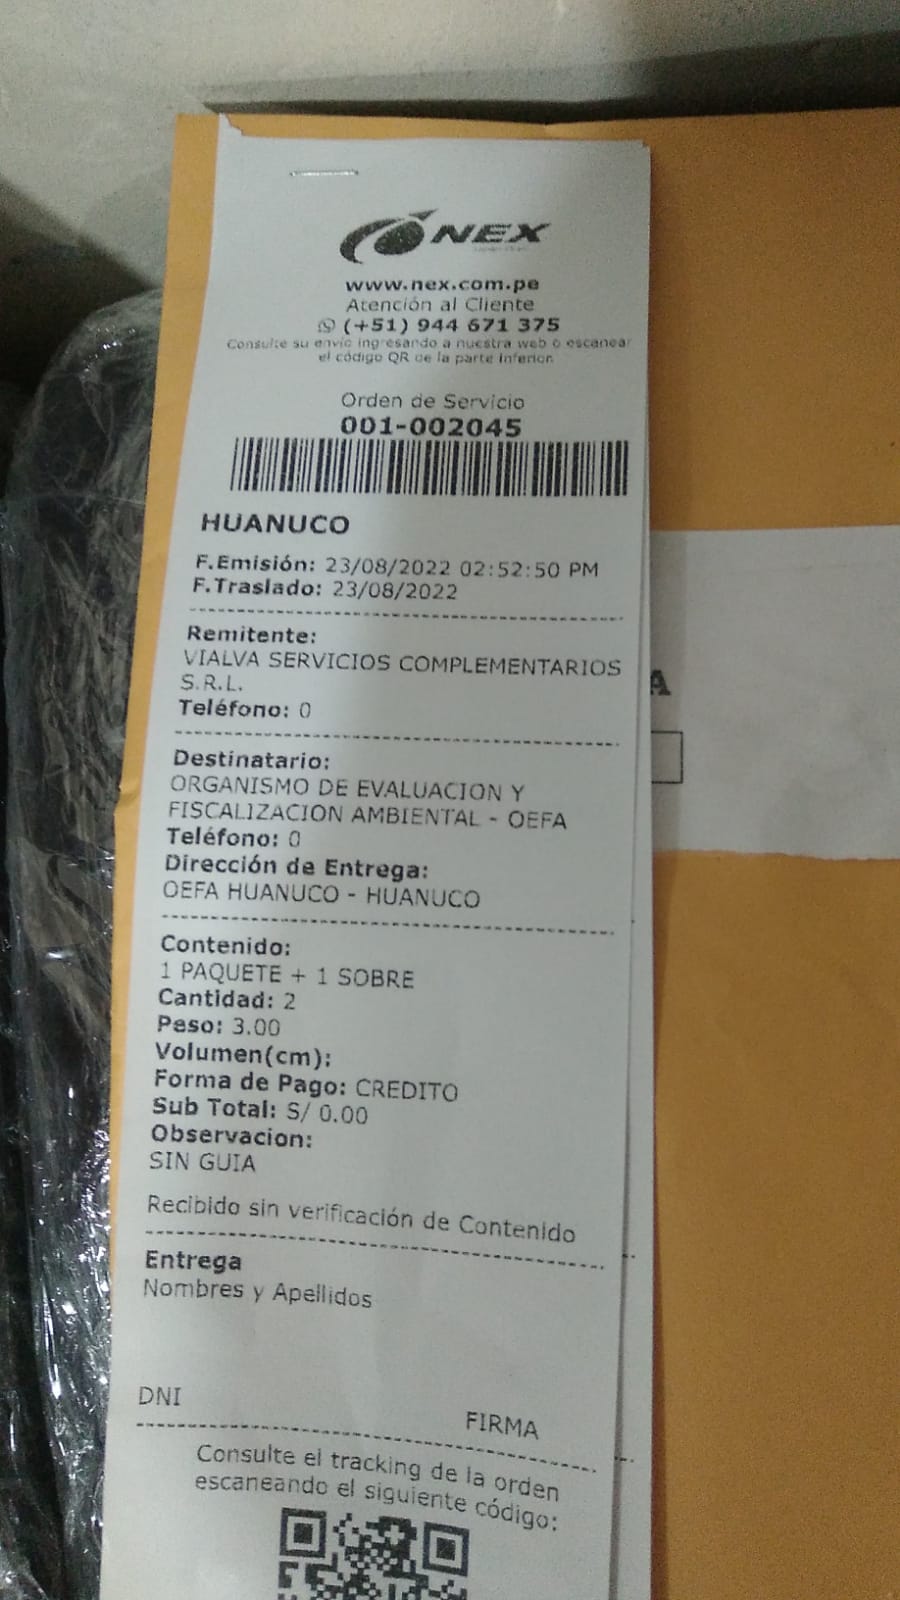 NEX
www.nex.com.pe
Atención al Cliente
(+51) 944 671 375
Consulte su envío ingresando a nuestra web o escanear
el código QR de la parte inferior.
Orden de Servicio
001-002045
HUANUCO
F.Emisión: 23/08/2022 02:52:50 PM
F.Traslado: 23/08/2022
Remitente:
VIALVA SERVICIOS COMPLEMENTARIOS
S.R.L.
Teléfono: 0
Destinatario:
ORGANISMO DE EVALUACION Y
FISCALIZACION AMBIENTAL - OEFA
Teléfono: 0
Dirección de Entrega:
OEFA HUANUCO - HUANUCO
Contenido:
1 PAQUETE + 1 SOBRE
Cantidad: 2
Peso: 3.00
Volumen(cm):
Forma de Pago: CREDITO
Sub Total: S/ 0.00
Observacion:
SIN GUIA
Recibido sin verificación de Contenido
Entrega
Nombres y Apellidos
DNI
FIRMA
Consulte el tracking de la orden
escaneando el siguiente código:
A